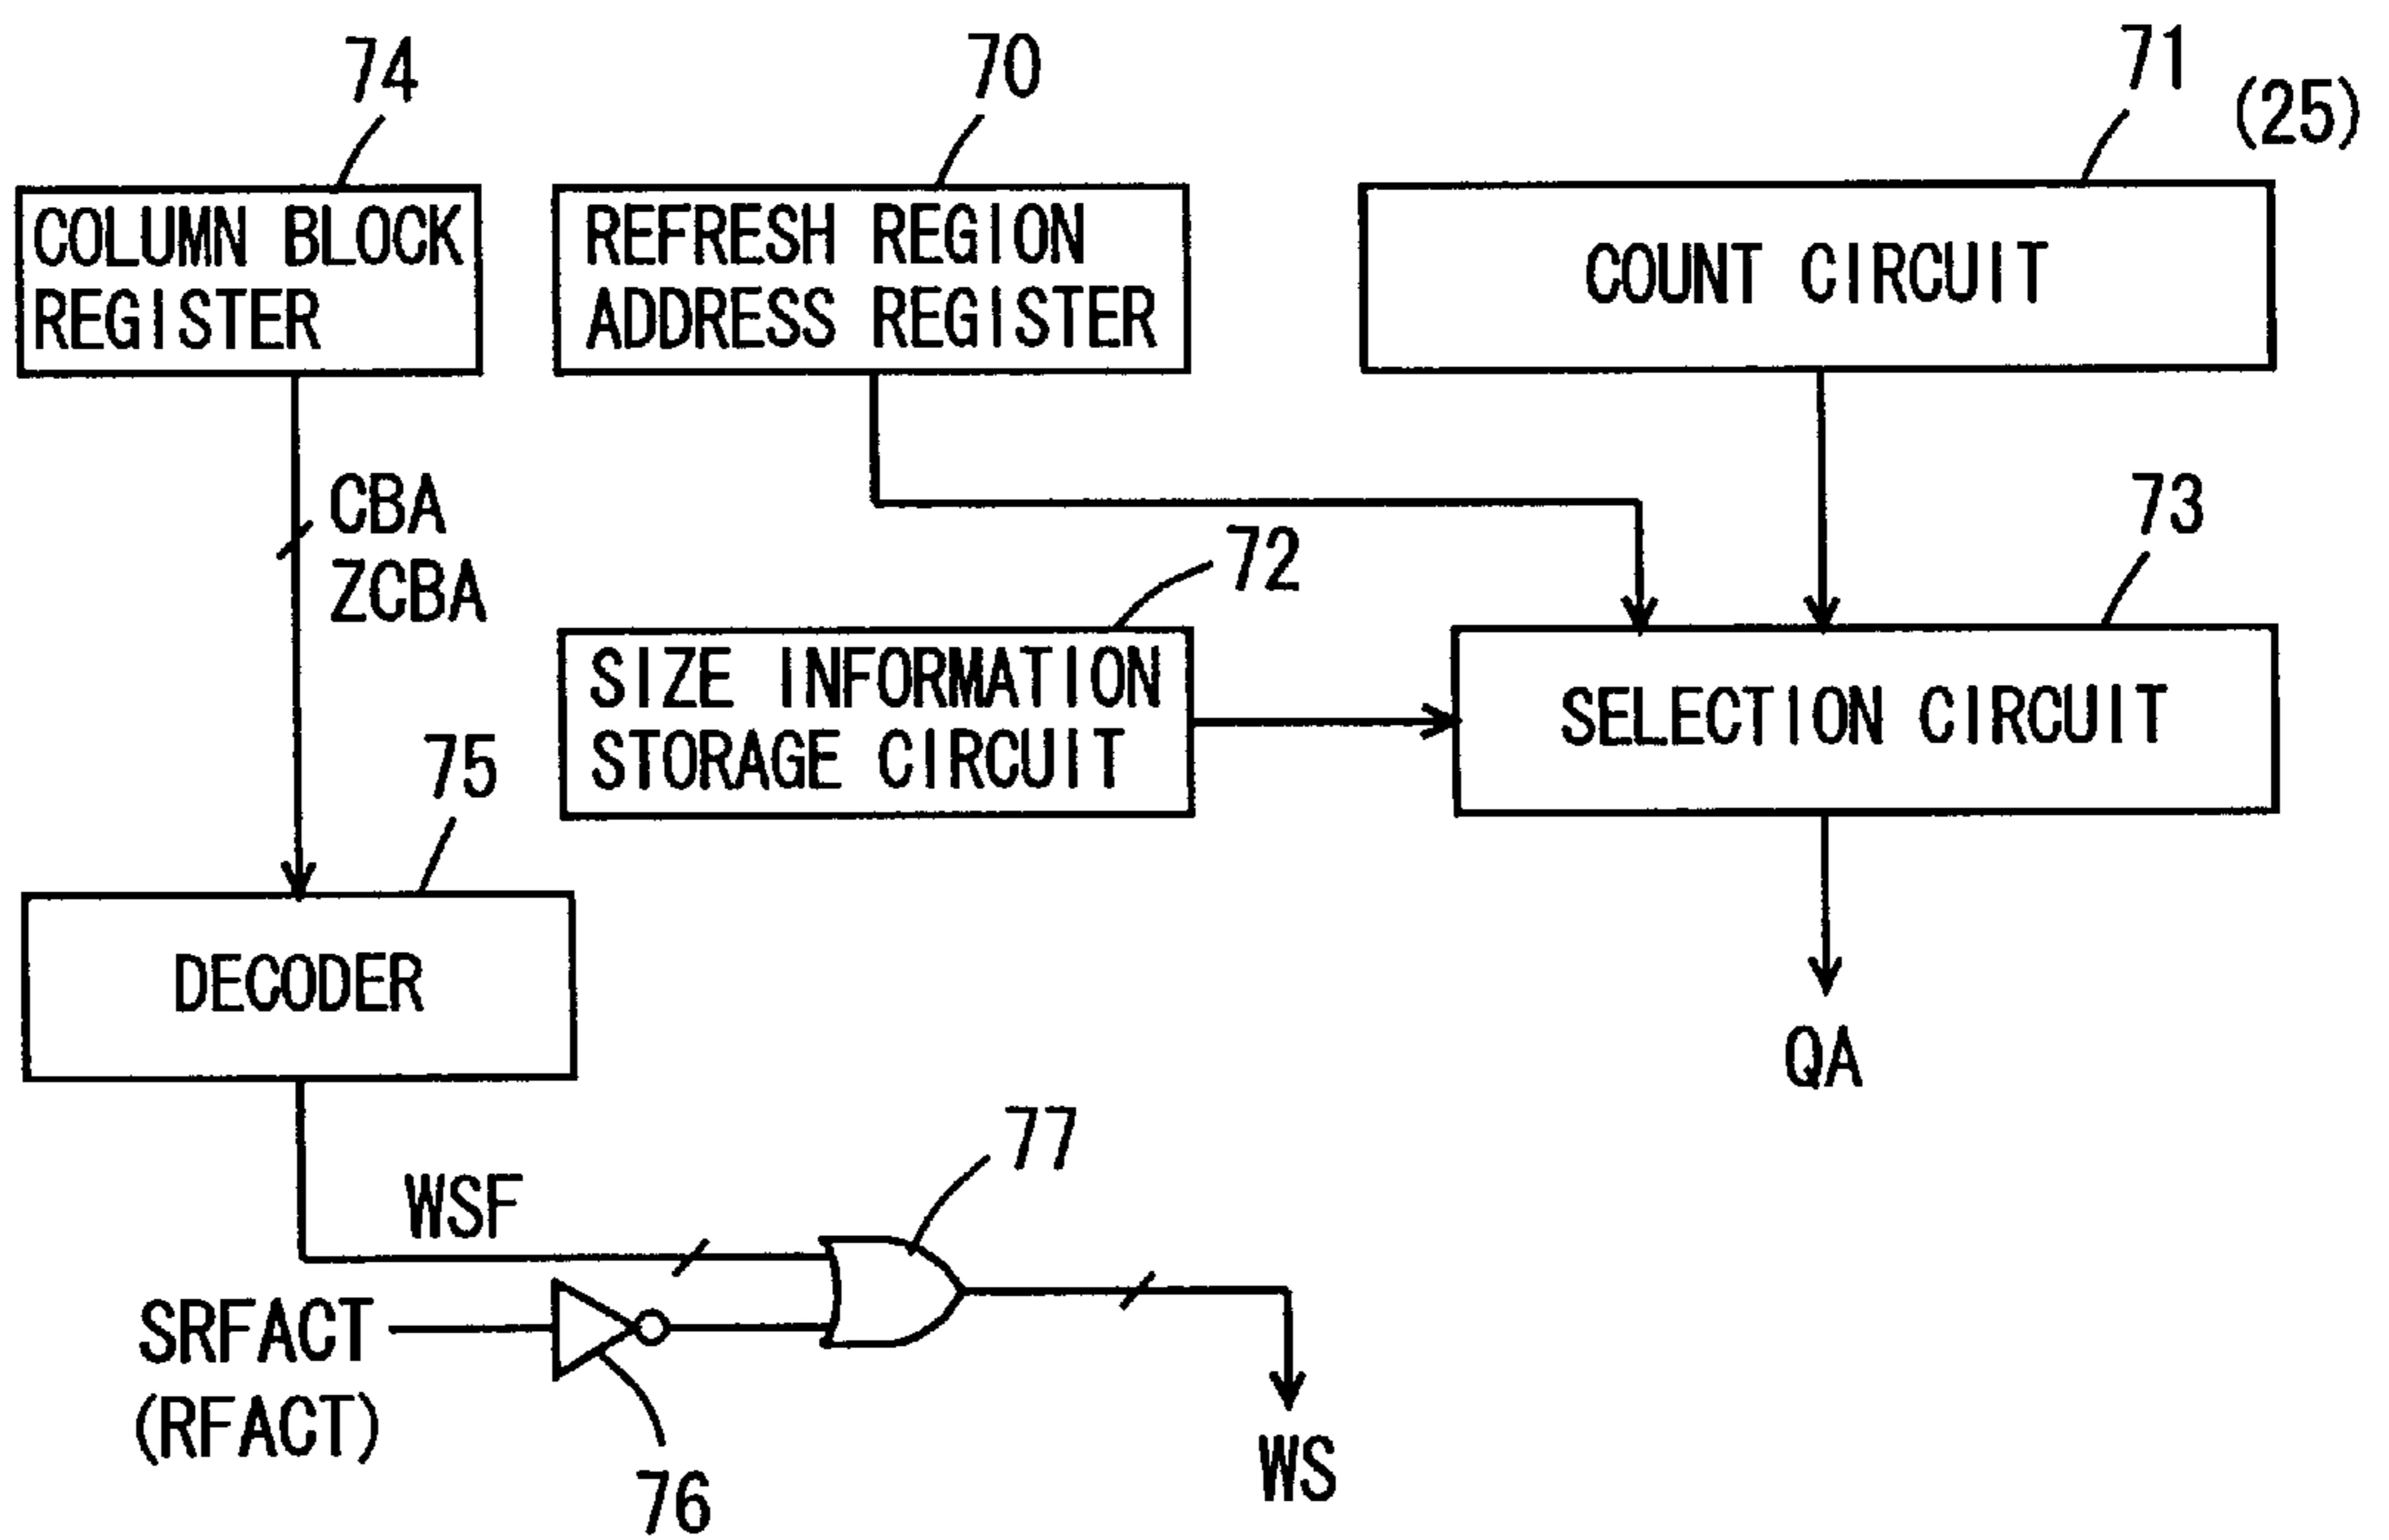 74
70
71
(25)
COLUMN BLOCK
REGISTER
REFRESH REGION
ADDRESS REGISTER
COUNT CIRCUIT
CBA
ZCBA
72
73
SIZE INFORMATION
STORAGE CIRCUIT
SELECTION CIRCUIT
75
DECODER
QA
77
WSF
SRFACT
(RFACT)
76
WS